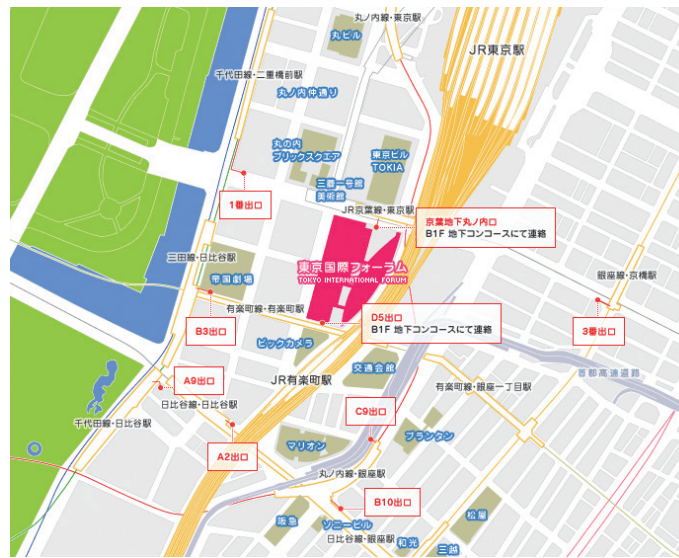 丸ノ内線・東京駅
丸ビル
JR東京駅
千代田線・二重橋前駅
丸ノ内仲通り
丸の内
ブリックスクエア
東京ビル
TOKIA
三菱一号館
美術館
1番出口
JR京葉線・東京駅
京葉地下丸ノ内口
B1F 地下コンコースにて連絡
三田線・日比谷駅
東京国際フォーラム
TOKYO INTERNATIONAL FORUM
帝国劇場
銀座線・京橋駅
有楽町線・有楽町駅
D5出口
B1F 地下コンコースにて連絡
B3出口
3番出口
ビックカメラ
交通会館
首都高速道路
JR有楽町駅
A9出口
有楽町線・銀座一丁目駅
日比谷線・日比谷駅
C9出口
千代田線・日比谷駅
プランタン
マリオン
A2出口
丸ノ内線・銀座駅
B10出口
阪急
ソニービル
松屋
日比谷線・銀座駅
和光
三越